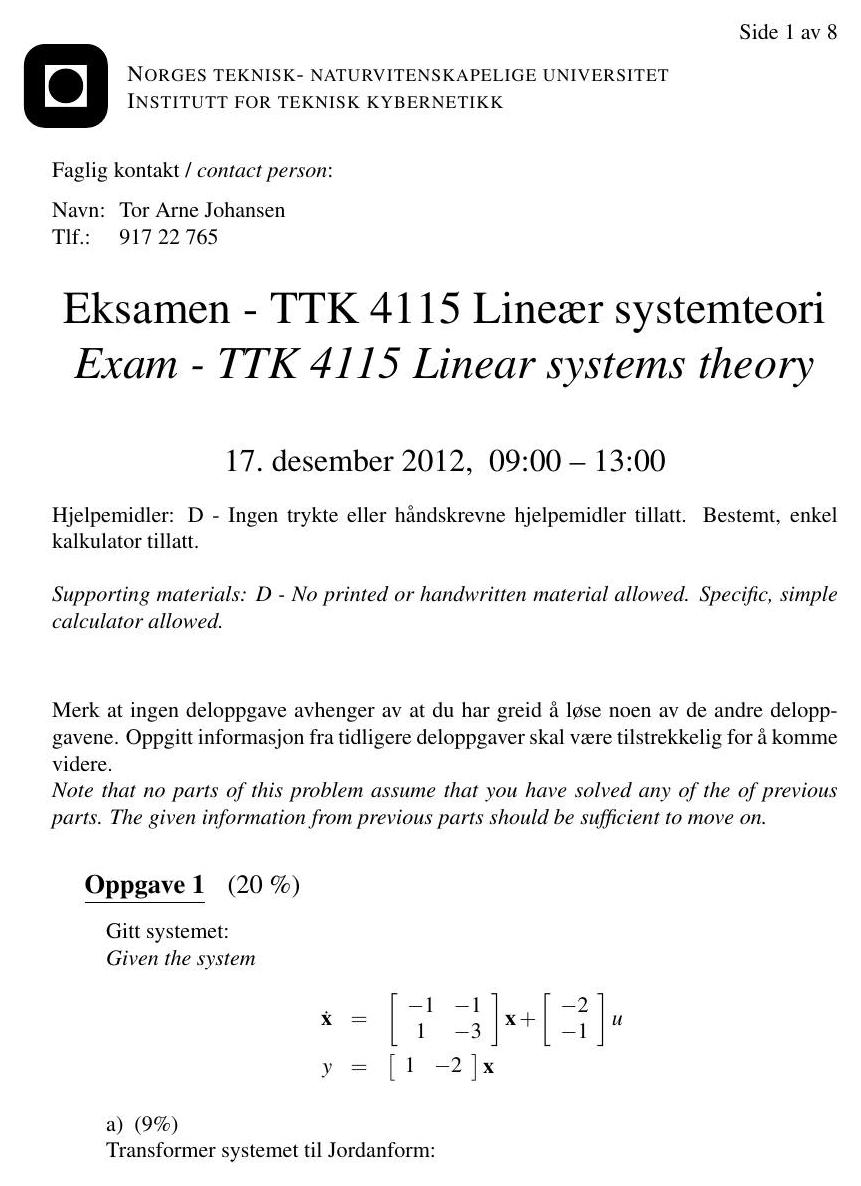 Side 1 av 8
NORGES TEKNISK- NATURVITENSKAPELIGE UNIVERSITET
INSTITUTT FOR TEKNISK KYBERNETIKK
Faglig kontakt / contact person:
Navn: Tor Arne Johansen
Tlf.: 917 22 765
Eksamen - TTK 4115 Lineær systemteori
Exam - TTK 4115 Linear systems theory
17. desember 2012, 09:00 – 13:00
Hjelpemidler: D - Ingen trykte eller håndskrevne hjelpemidler tillatt. Bestemt, enkel
kalkulator tillatt.
Supporting materials: D - No printed or handwritten material allowed. Specific, simple
calculator allowed.
Merk at ingen deloppgave avhenger av at du har greid å løse noen av de andre delopp-
gavene. Oppgitt informasjon fra tidligere deloppgaver skal være tilstrekkelig for å komme
videre.
Note that no parts of this problem assume that you have solved any of the of previous
parts. The given information from previous parts should be sufficient to move on.
Oppgave 1 (20 %)
Gitt systemet:
Given the system
ẋ = [ −1 −1 ; 1 −3 ] x + [ −2 ; −1 ] u
y = [ 1 −2 ] x
a) (9%)
Transformer systemet til Jordanform: